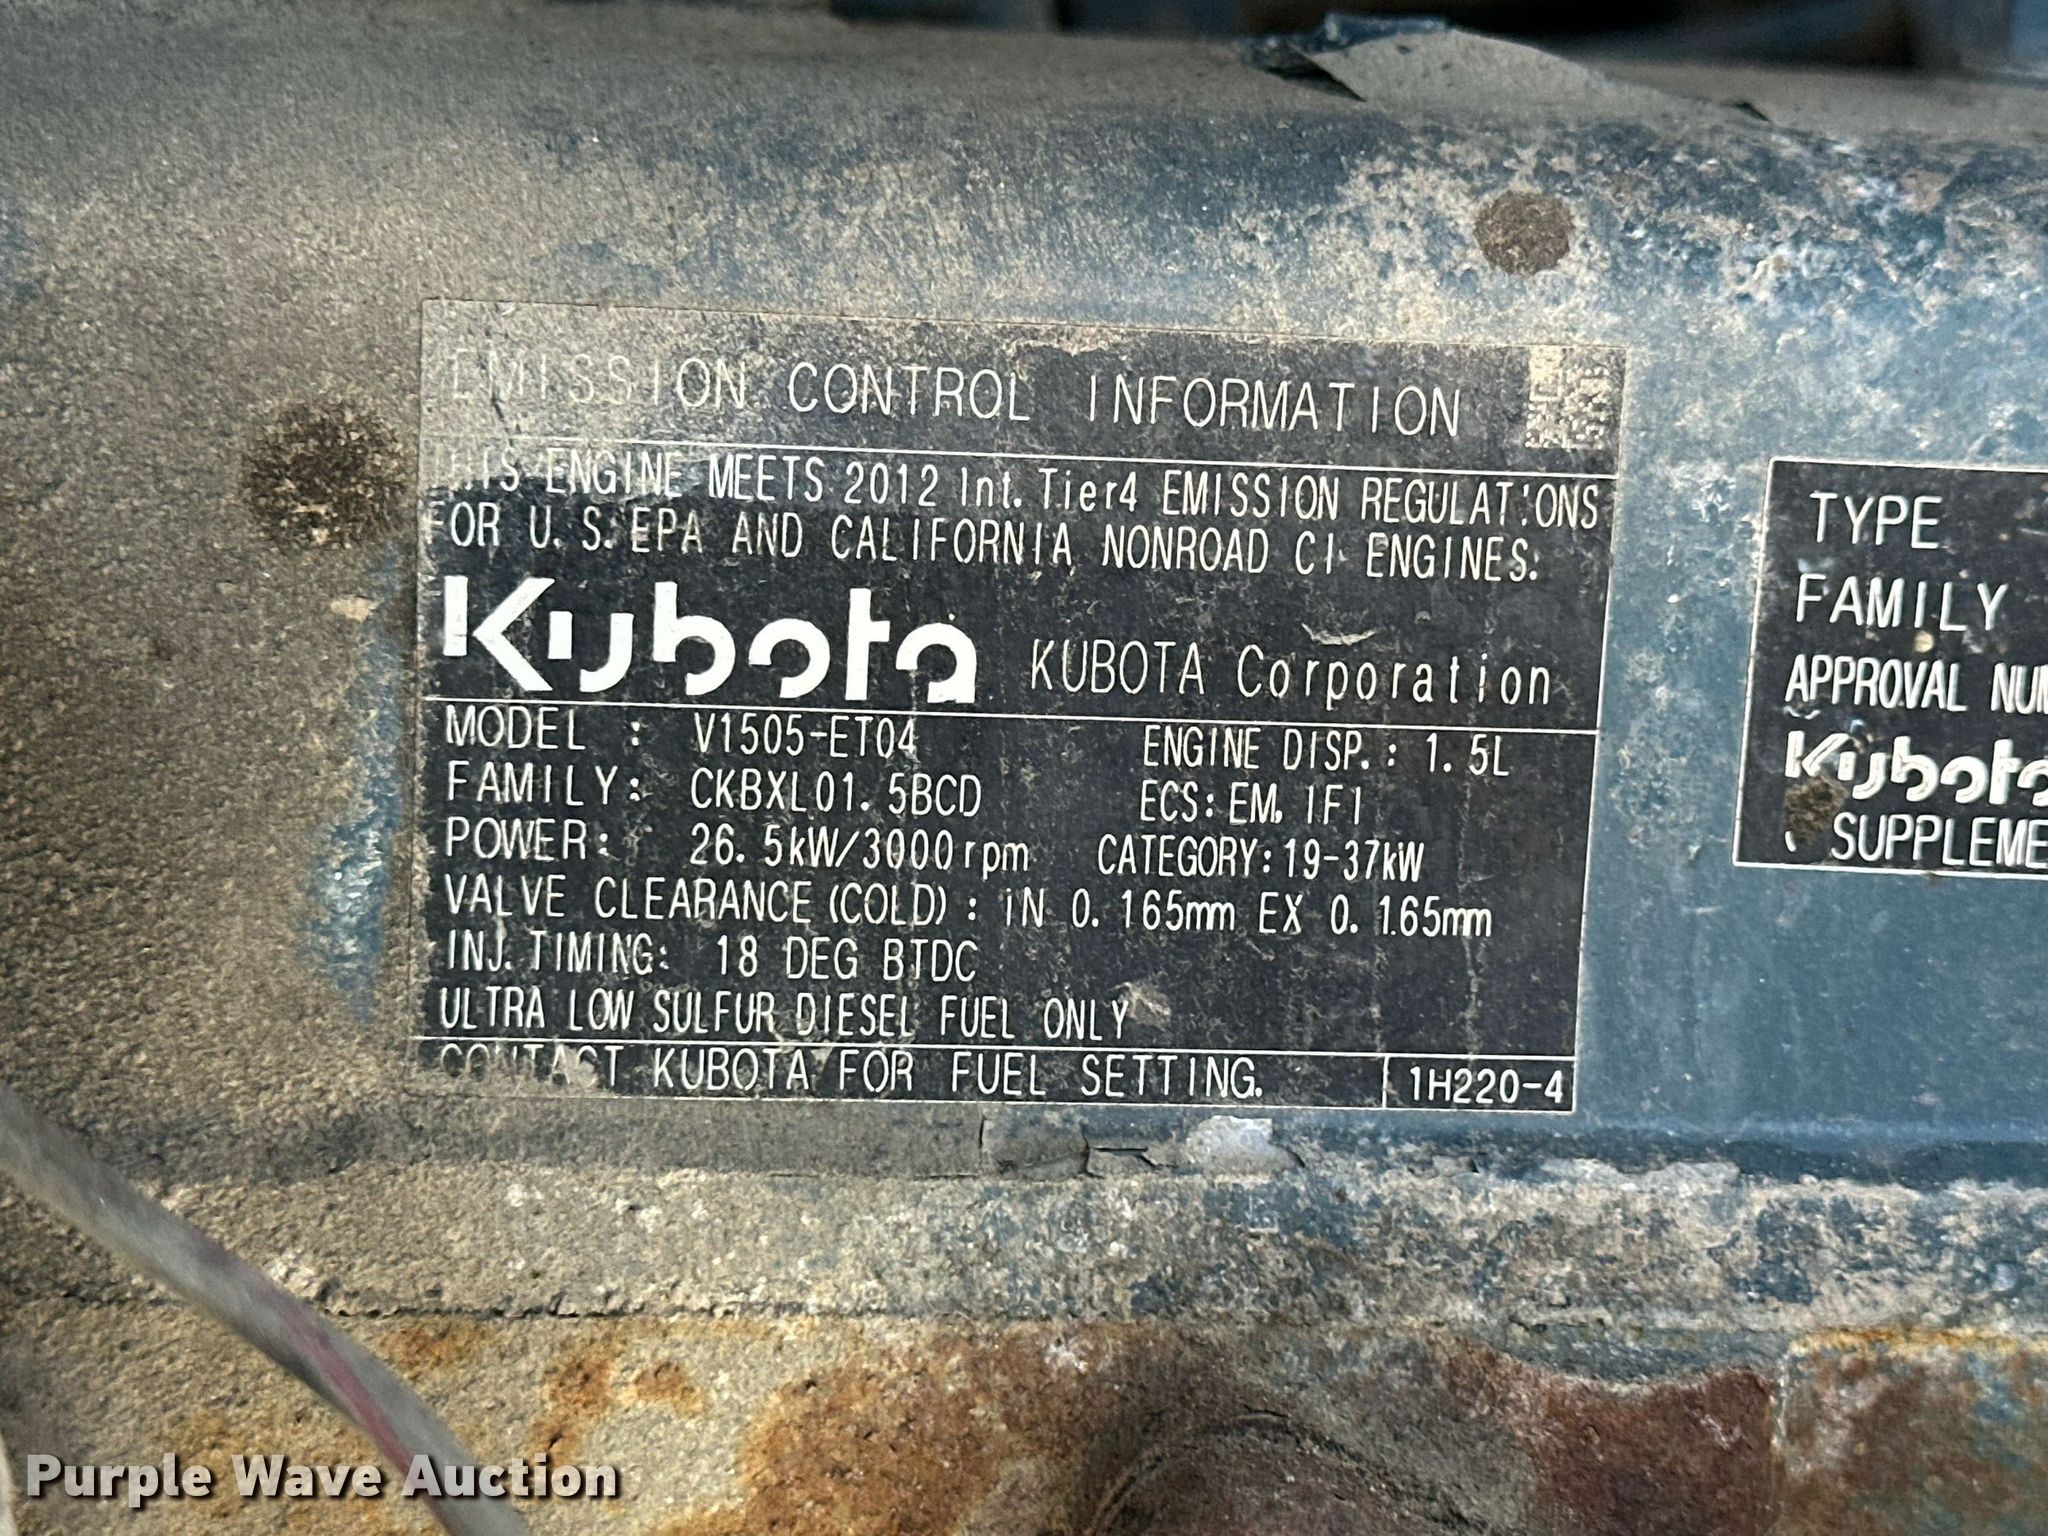 EMISSION CONTROL INFORMATION
THIS ENGINE MEETS 2012 Int. Tier4 EMISSION REGULATIONS
FOR U. S. EPA AND CALIFORNIA NONROAD CI ENGINES.
Kubota KUBOTA Corporation
MODEL : V1505-ET04 ENGINE DISP.: 1. 5L
FAMILY: CKBXL01. 5BCD ECS: EM, IFI
POWER: 26. 5kW/3000rpm CATEGORY: 19-37kW
VALVE CLEARANCE (COLD) : IN 0. 165mm EX 0. 165mm
INJ. TIMING: 18 DEG BTDC
ULTRA LOW SULFUR DIESEL FUEL ONLY
CONTACT KUBOTA FOR FUEL SETTING. 1H220-4
TYPE
FAMILY
APPROVAL NUM
Kubota
SUPPLEME
Purple Wave Auction